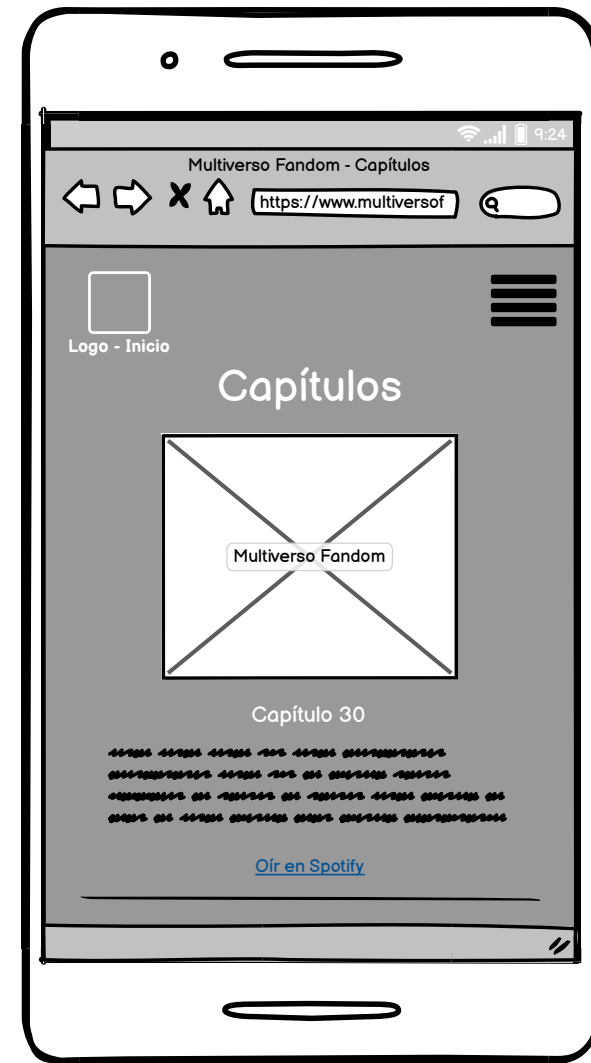 9:24
Multiverso Fandom - Capítulos
https://www.multiversof
Logo - Inicio
Capítulos
Multiverso Fandom
Capítulo 30
Oír en Spotify